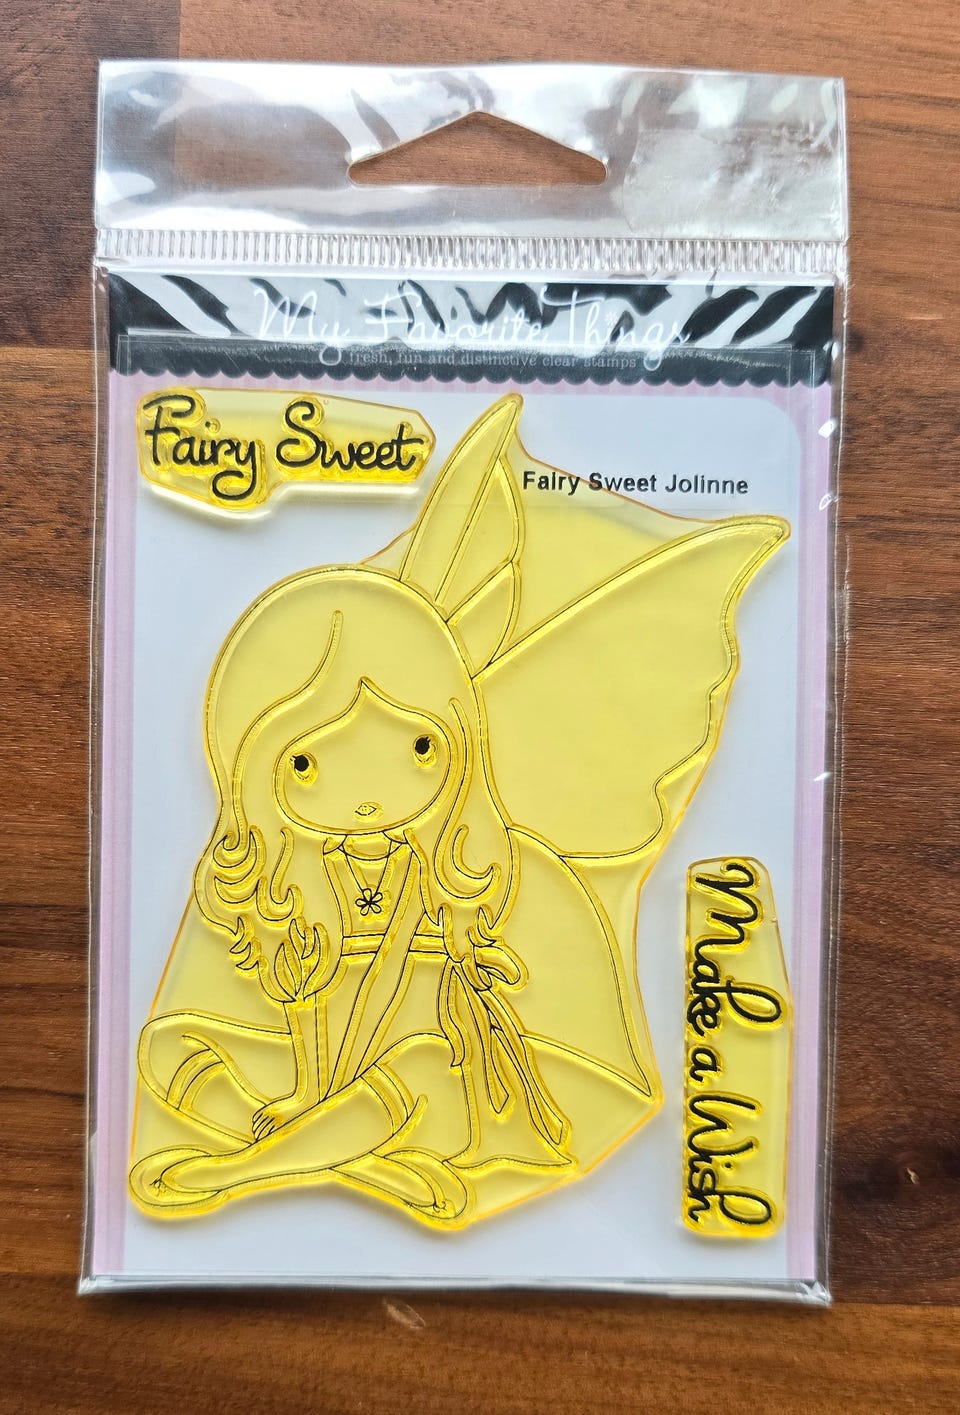 My Favorite Things
fresh, fun and distinctive clear stamps
Fairy Sweet
Fairy Sweet Jolinne
Make a Wish